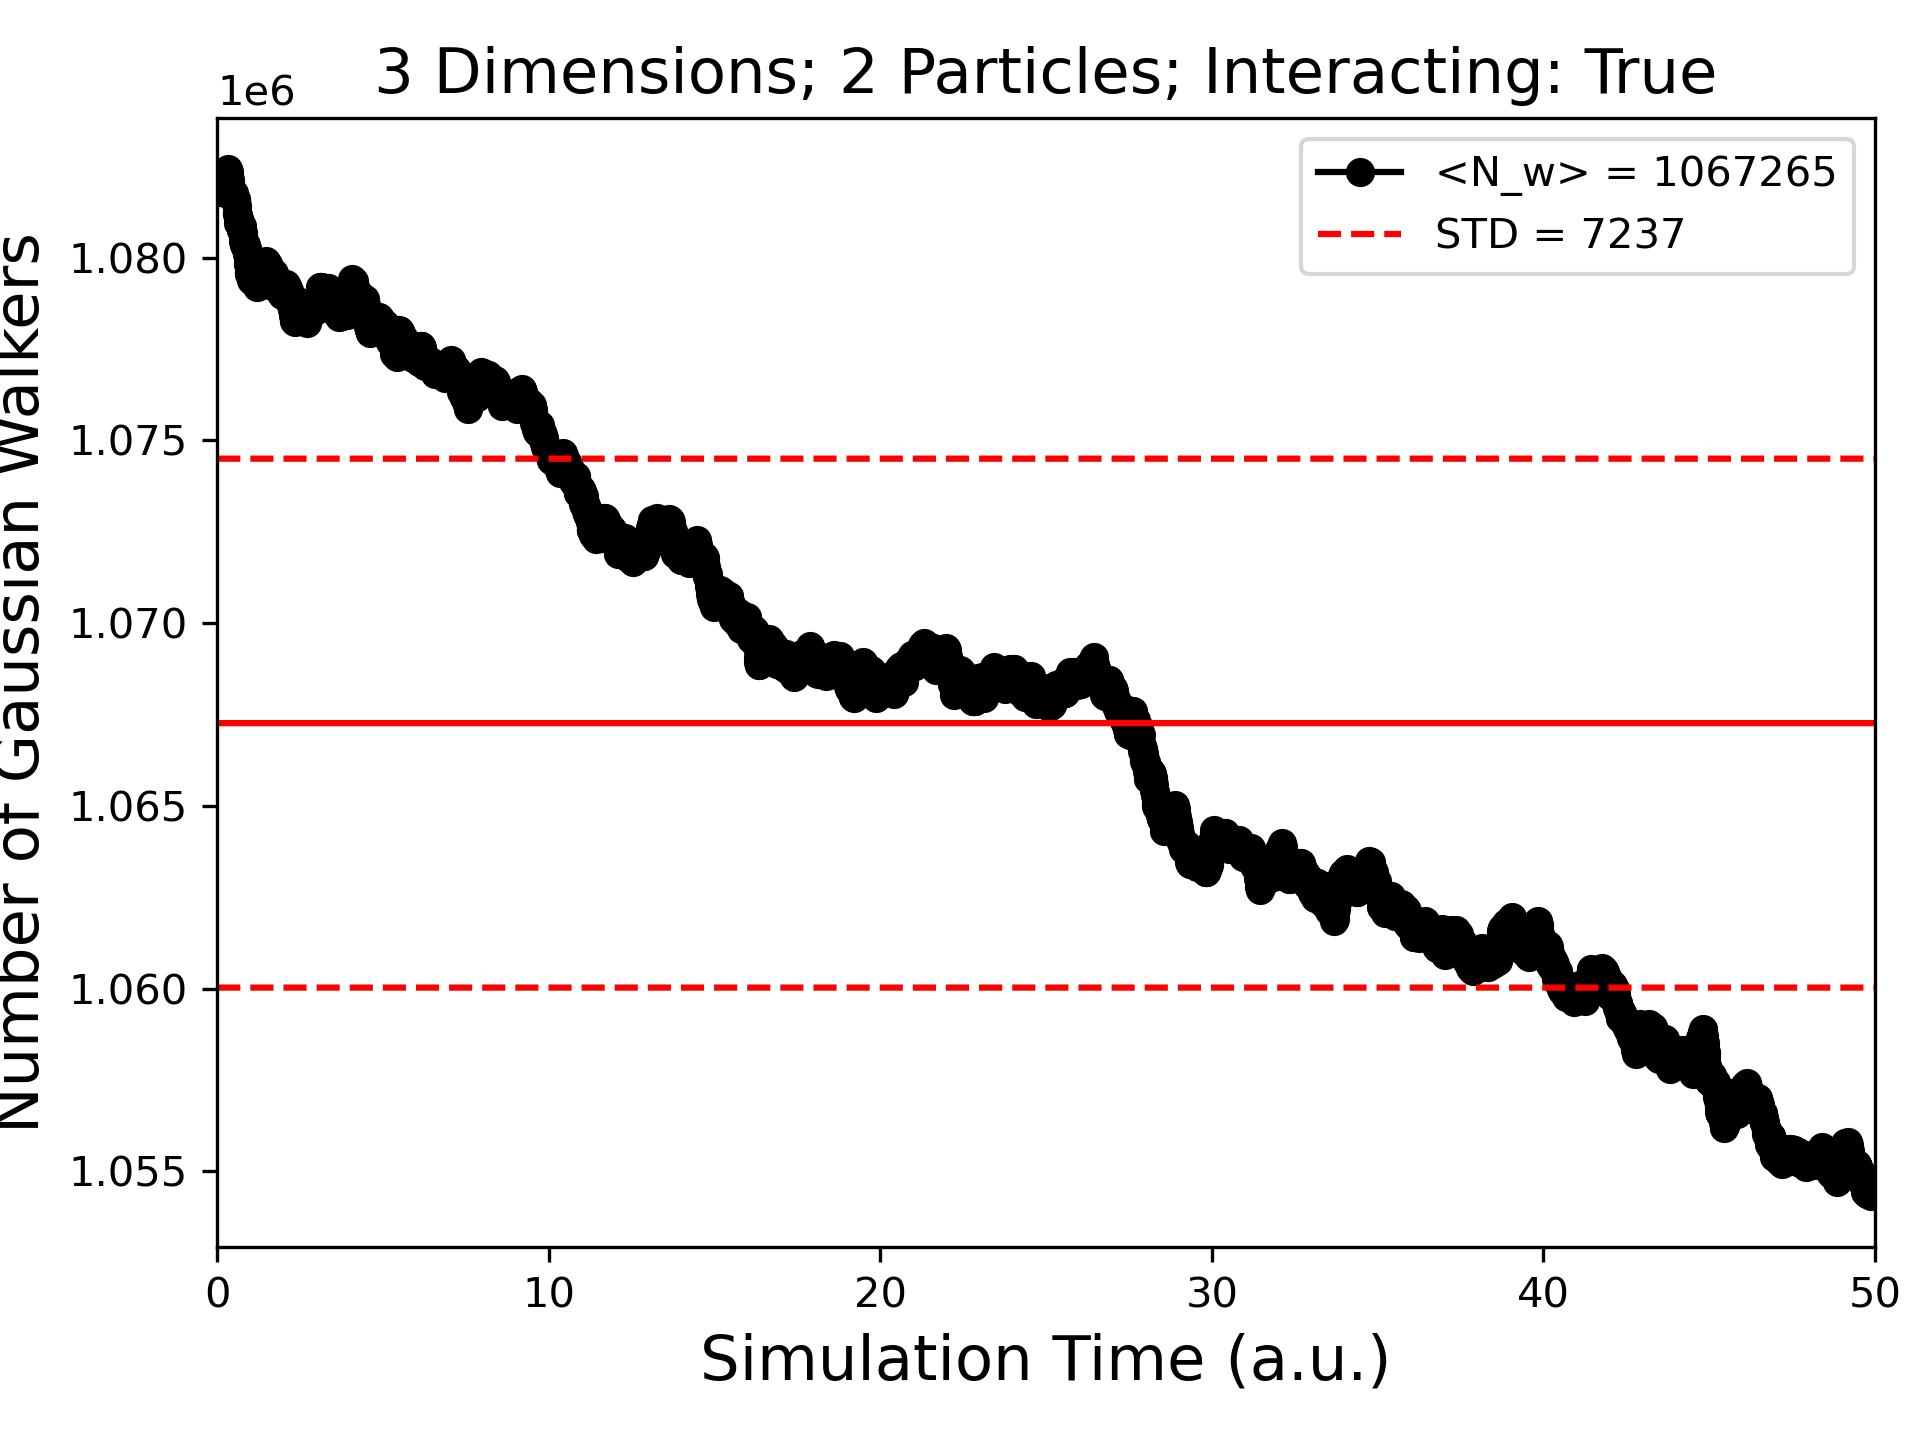 3 Dimensions; 2 Particles; Interacting: True
1e6
<N_w> = 1067265
STD = 7237
Number of Gaussian Walkers
1.080
1.075
1.070
1.065
1.060
1.055
0 10 20 30 40 50
Simulation Time (a.u.)